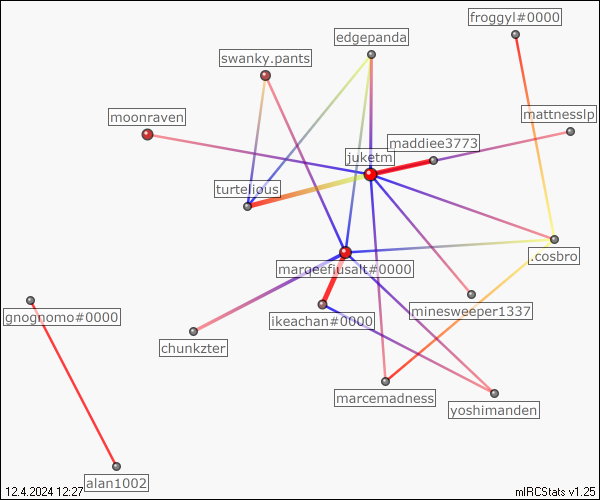 froggyl#0000
edgepanda
swanky.pants
moonraven
mattnesslp
maddiee3773
juketm
turtelious
.cosbro
marqeefiusalt#0000
gnognomo#0000
ikeachan#0000
minesweeper1337
chunkzter
marcemadness
yoshimanden
alan1002
12.4.2024 12:27
mIRCStats v1.25